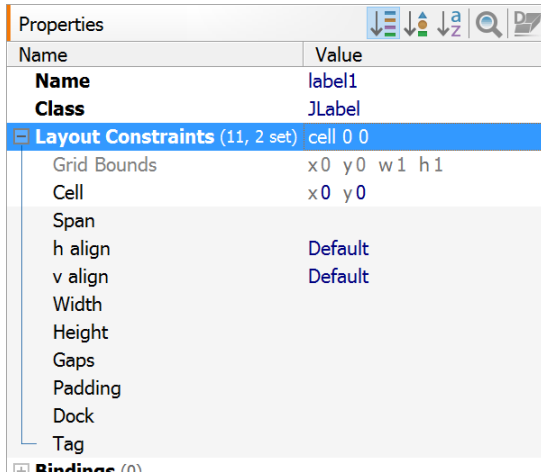 Properties
Name Value
Name label1
Class JLabel
Layout Constraints (11, 2 set) cell 0 0
Grid Bounds x 0 y 0 w 1 h 1
Cell x 0 y 0
Span
h align Default
v align Default
Width
Height
Gaps
Padding
Dock
Tag
Bindings (0)